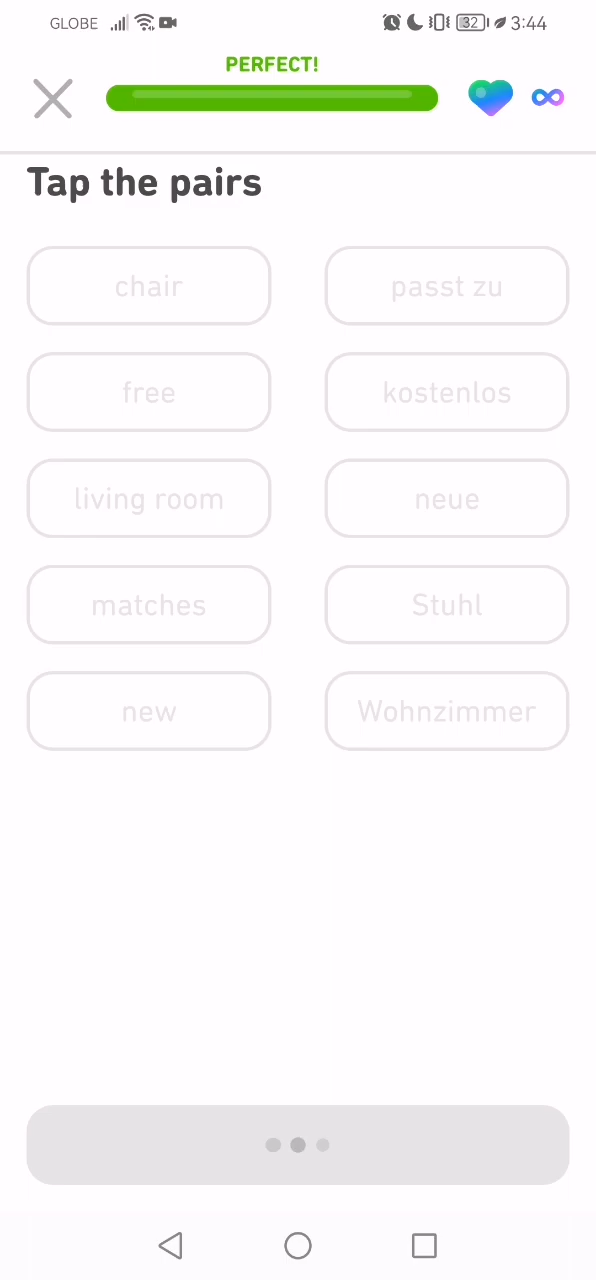 GLOBE 32 3:44
PERFECT!
Tap the pairs
chair passt zu
free kostenlos
living room neue
matches Stuhl
new Wohnzimmer